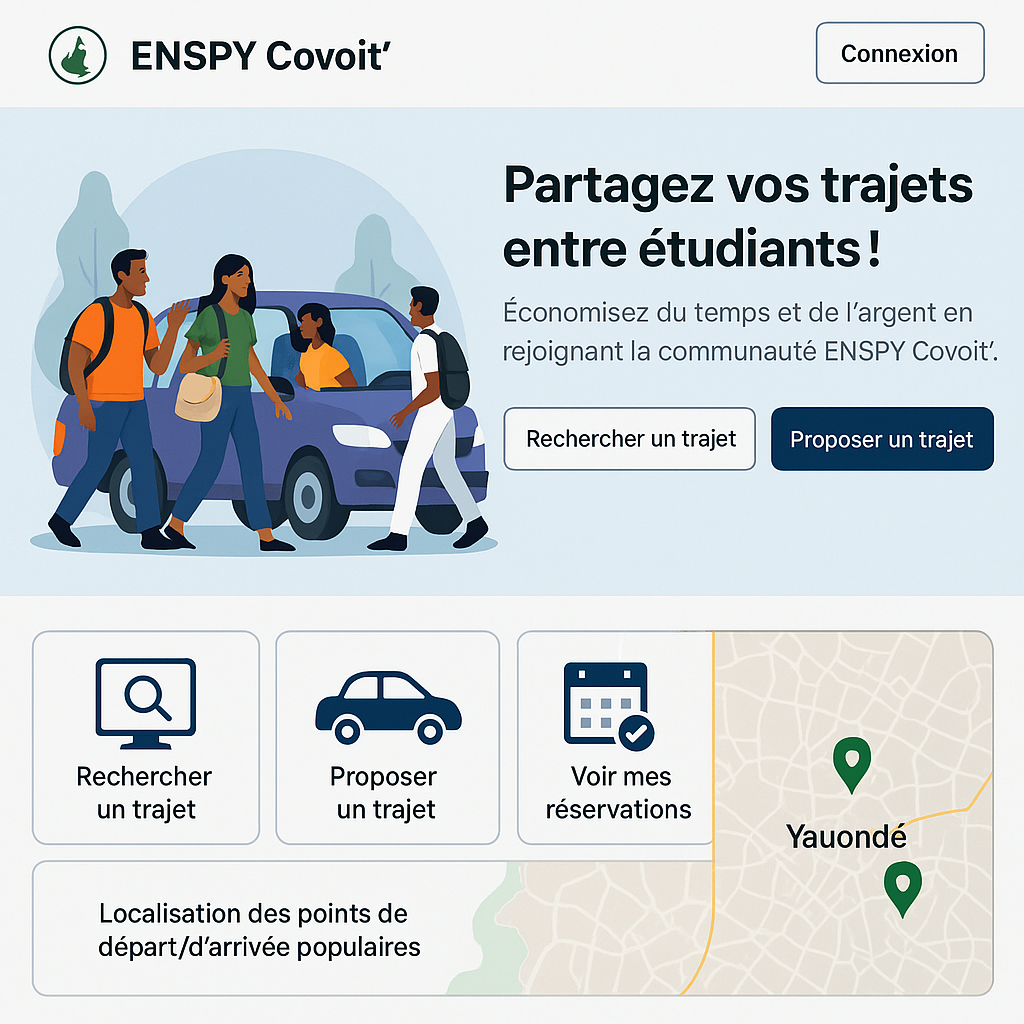 ENSPY Covoit’
Connexion
Partagez vos trajets
entre étudiants !
Économisez du temps et de l’argent en
rejoignant la communauté ENSPY Covoit’.
Rechercher un trajet
Proposer un trajet
Rechercher
un trajet
Proposer
un trajet
Voir mes
réservations
Yauondé
Localisation des points de
départ/d’arrivée populaires